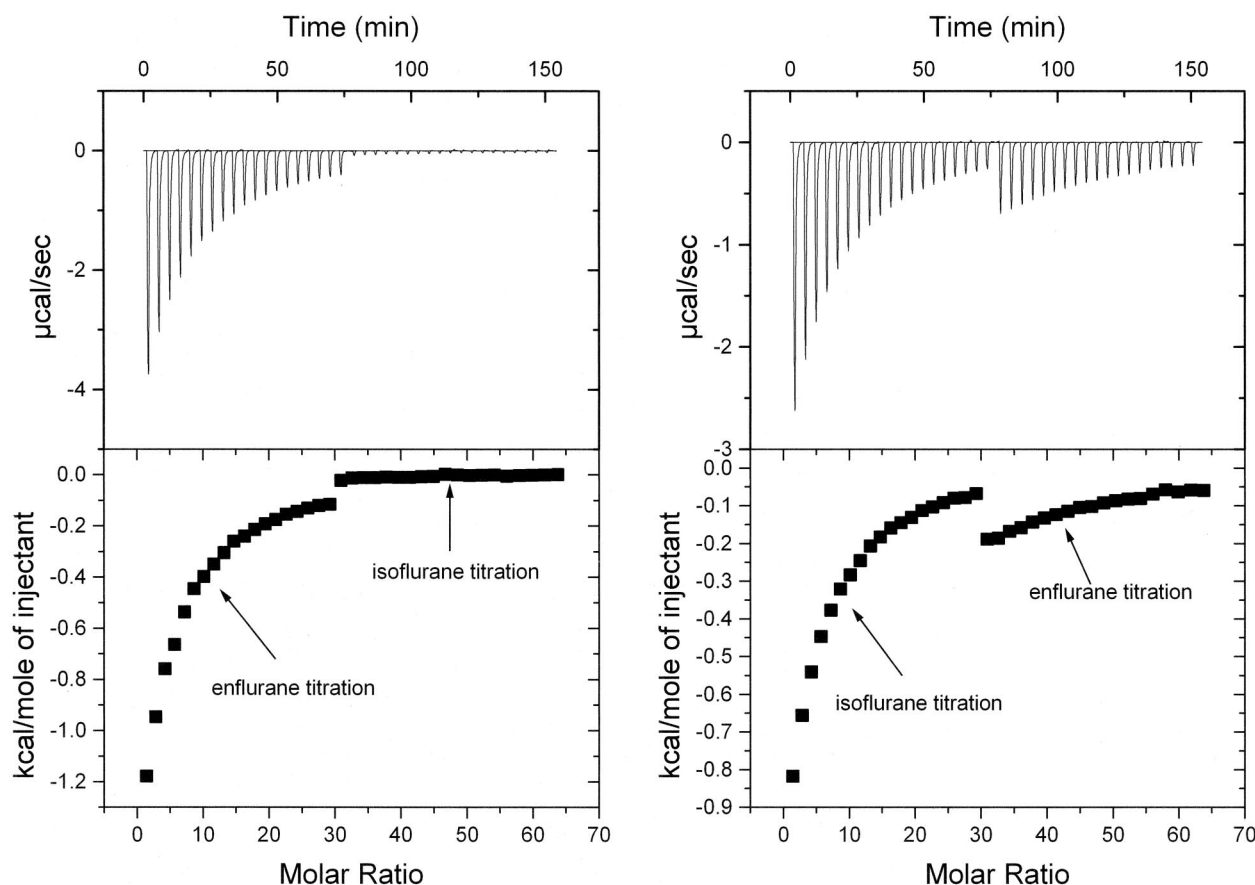 Time (min)
0 50 100 150
0
-2
-4
µcal/sec
0.0
-0.2
-0.4
-0.6
-0.8
-1.0
-1.2
kcal/mole of injectant
isoflurane titration
enflurane titration
0 10 20 30 40 50 60 70
Molar Ratio
Time (min)
0 50 100 150
0
-1
-2
-3
µcal/sec
0.0
-0.1
-0.2
-0.3
-0.4
-0.5
-0.6
-0.7
-0.8
-0.9
kcal/mole of injectant
enflurane titration
isoflurane titration
0 10 20 30 40 50 60 70
Molar Ratio